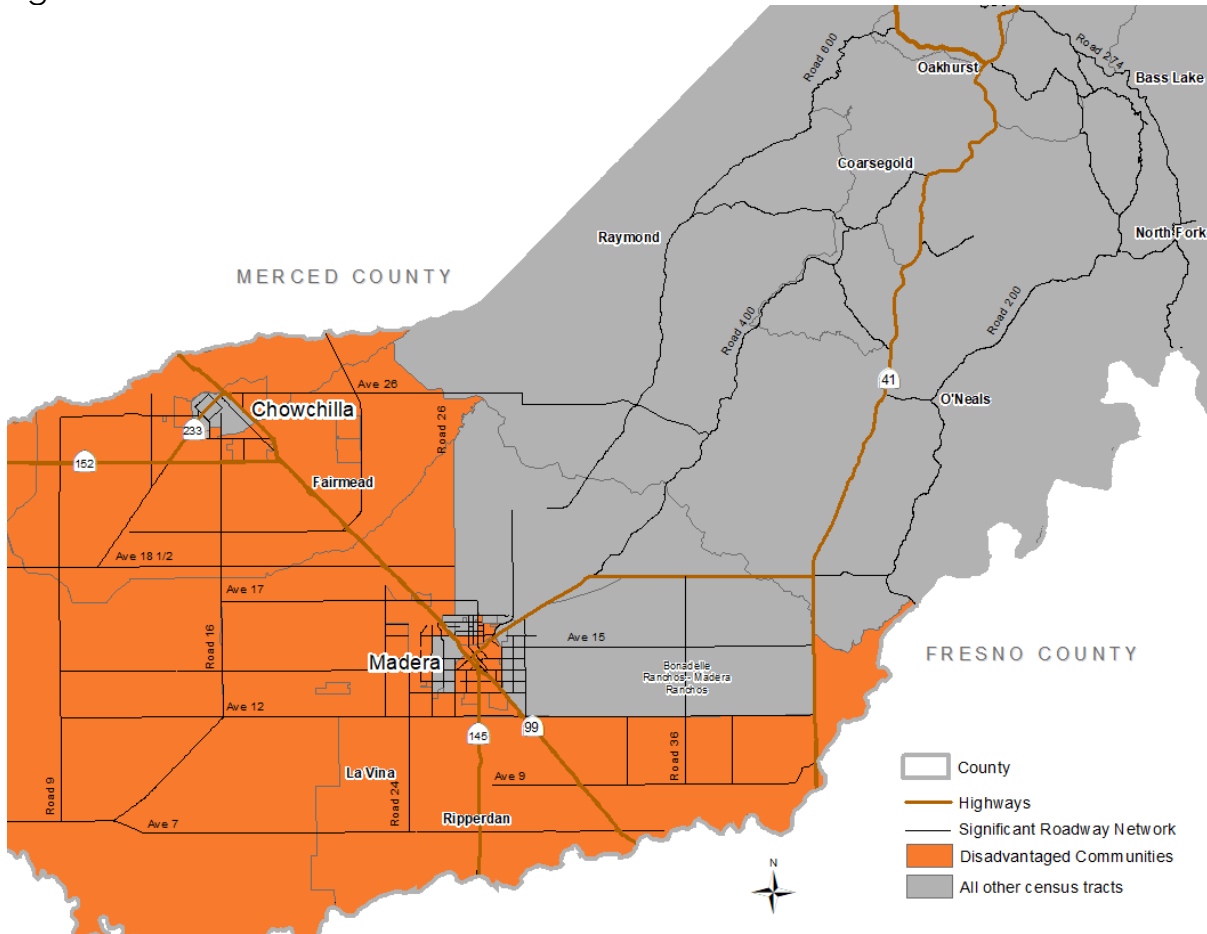 Oakhurst
Road 600
Road 274
Bass Lake
Coarsegold
Raymond
North Fork
MERCED COUNTY
Road 400
Road 200
41
O'Neals
Ave 26
Chowchilla
Road 26
233
152
Fairmead
Ave 18 1/2
Ave 17
Road 16
Madera
Ave 15
FRESNO COUNTY
Bonadelle
Ranchos - Madera
Ranchos
Ave 12
145
99
La Vina
Road 9
Road 24
Ave 9
Road 36
Ripperdan
Ave 7
County
Highways
Significant Roadway Network
Disadvantaged Communities
All other census tracts
N